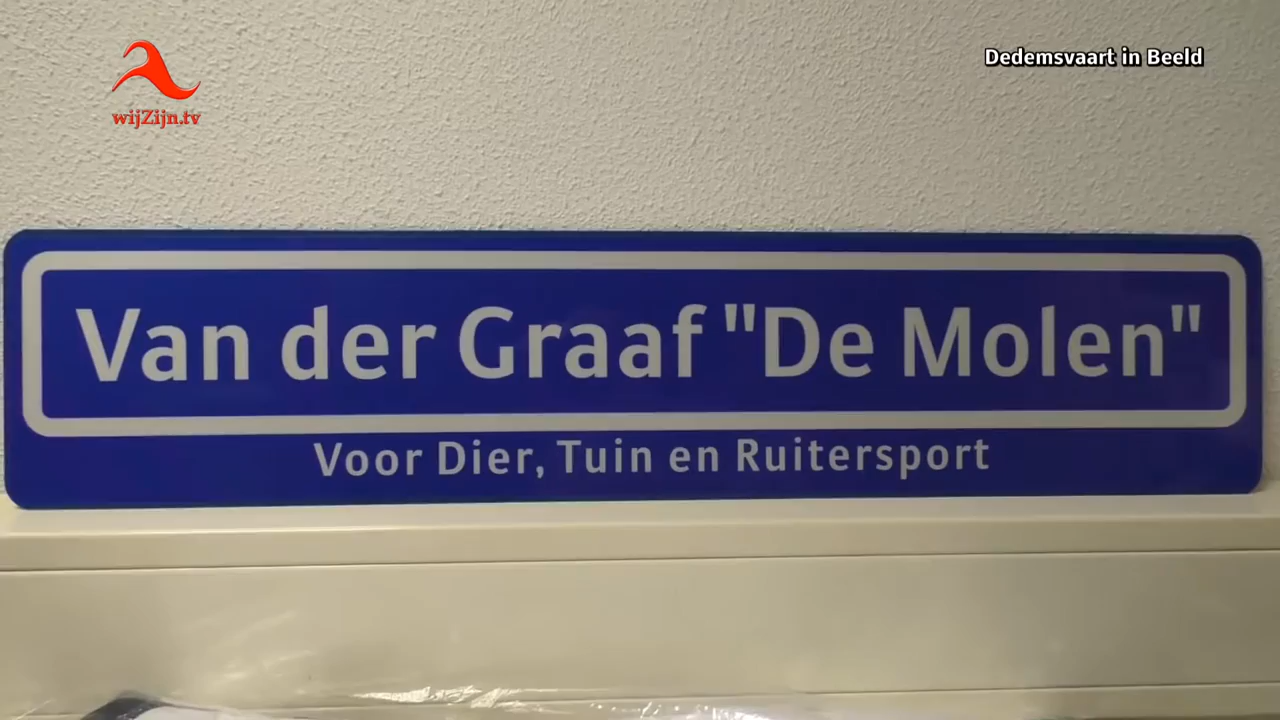 wijZijn.tv
Dedemsvaart in Beeld
Van der Graaf "De Molen"
Voor Dier, Tuin en Ruitersport